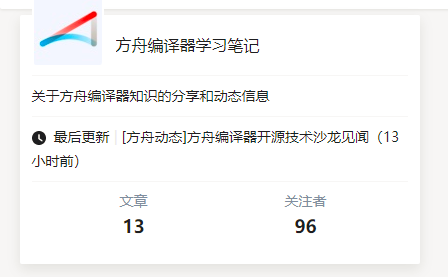 方舟编译器学习笔记
关于方舟编译器知识的分享和动态信息
最后更新 | [方舟动态]方舟编译器开源技术沙龙见闻（13
小时前）
文章 关注者
13 96